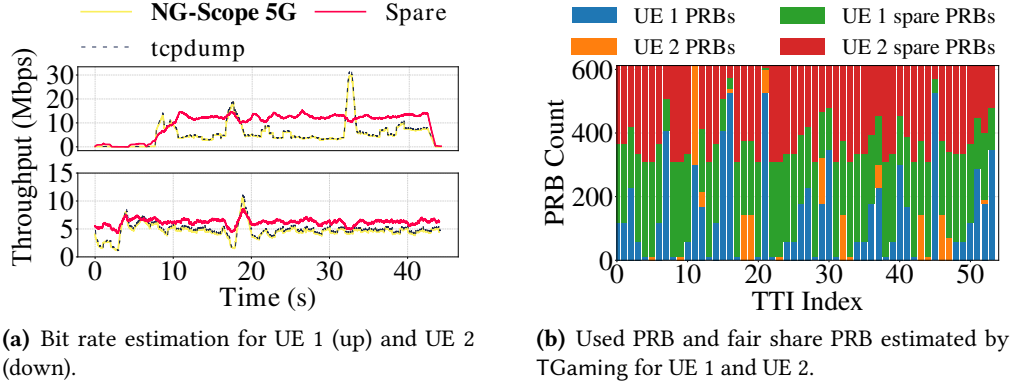 NG-Scope 5G Spare
tcpdump
Throughput (Mbps)
30
20
10
0
15
10
5
0
0 10 20 30 40
Time (s)
(a) Bit rate estimation for UE 1 (up) and UE 2
(down).
UE 1 PRBs UE 1 spare PRBs
UE 2 PRBs UE 2 spare PRBs
PRB Count
600
400
200
0
0 10 20 30 40 50
TTI Index
(b) Used PRB and fair share PRB estimated by
TGaming for UE 1 and UE 2.